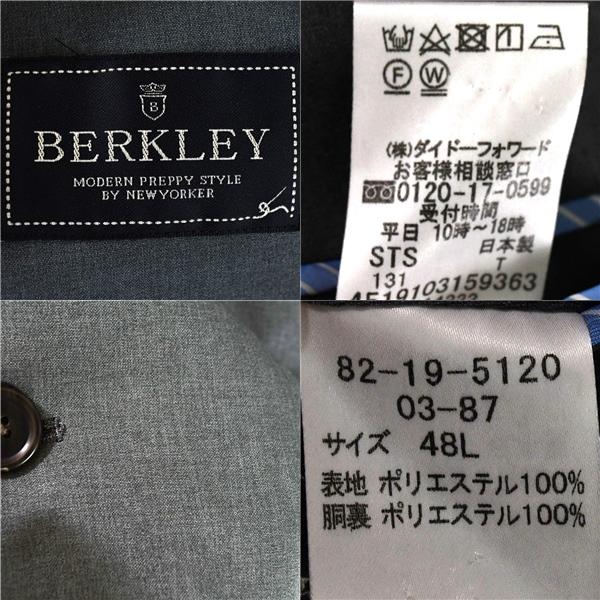 B
BERKLEY
MODERN PREPPY STYLE
BY NEWYORKER
F W
(株)ダイドーフォワード
お客様相談窓口
0120-17-0599
受付時間
平日 10時〜18時
STS 日本製
131 T
4E19103159363
82-19-5120
03-87
サイズ 48L
表地 ポリエステル100%
胴裏 ポリエステル100%